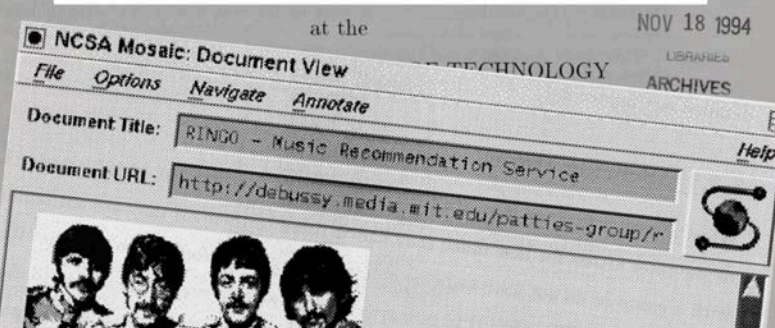 at the
NOV 18 1994
LIBRARIES
TECHNOLOGY
ARCHIVES
NCSA Mosaic: Document View
File Options Navigate Annotate
Help
Document Title: RINGO - Music Recommendation Service
Document URL: http://debussy.media.mit.edu/patties-group/r